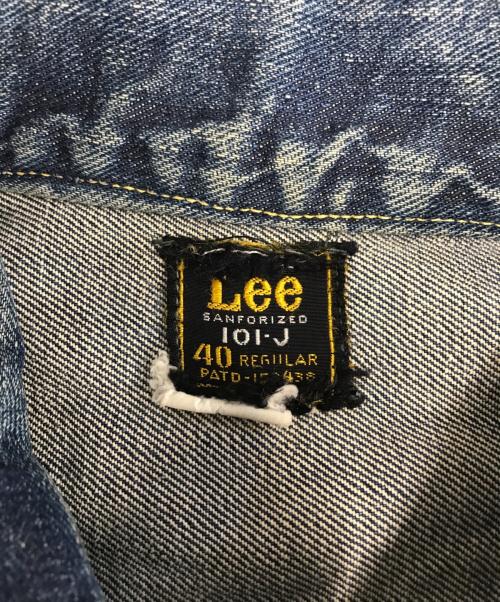 Lee
SANFORIZED
101-J
40 REGULAR